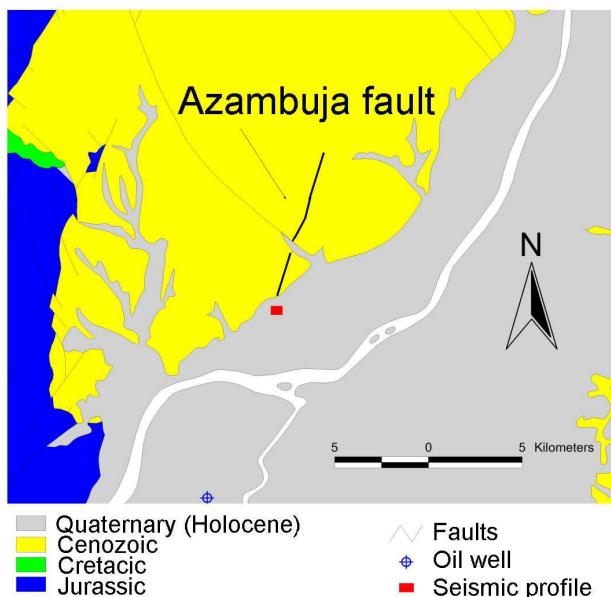 Azambuja fault
N
5 0 5 Kilometers
Quaternary (Holocene)
Cenozoic
Cretacic
Jurassic
Faults
Oil well
Seismic profile